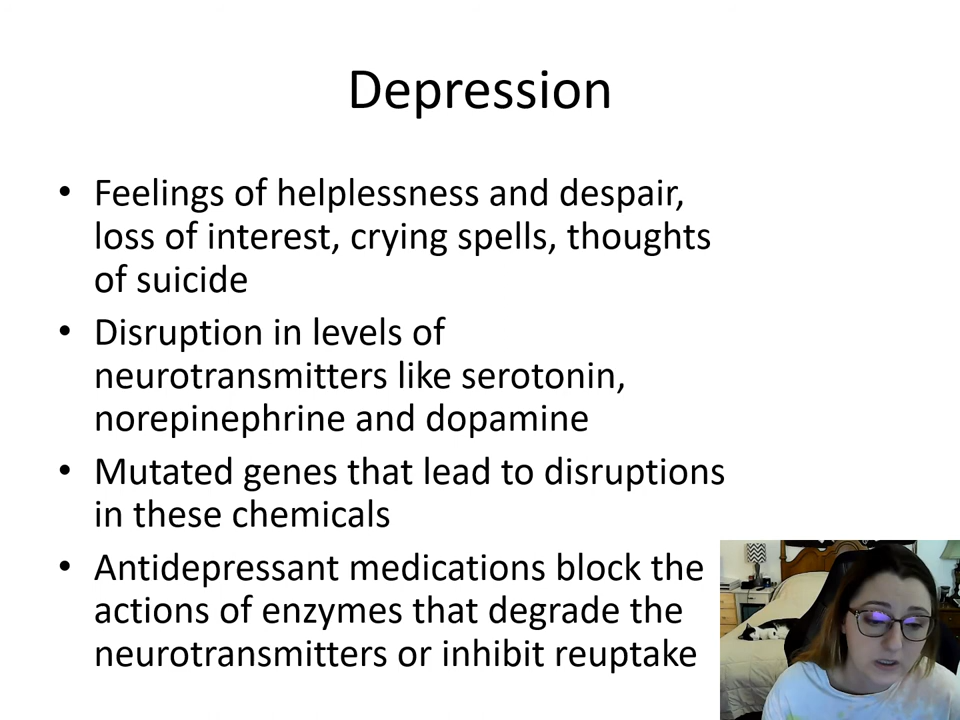 Depression
• Feelings of helplessness and despair,
loss of interest, crying spells, thoughts
of suicide
• Disruption in levels of
neurotransmitters like serotonin,
norepinephrine and dopamine
• Mutated genes that lead to disruptions
in these chemicals
• Antidepressant medications block the
actions of enzymes that degrade the
neurotransmitters or inhibit reuptake